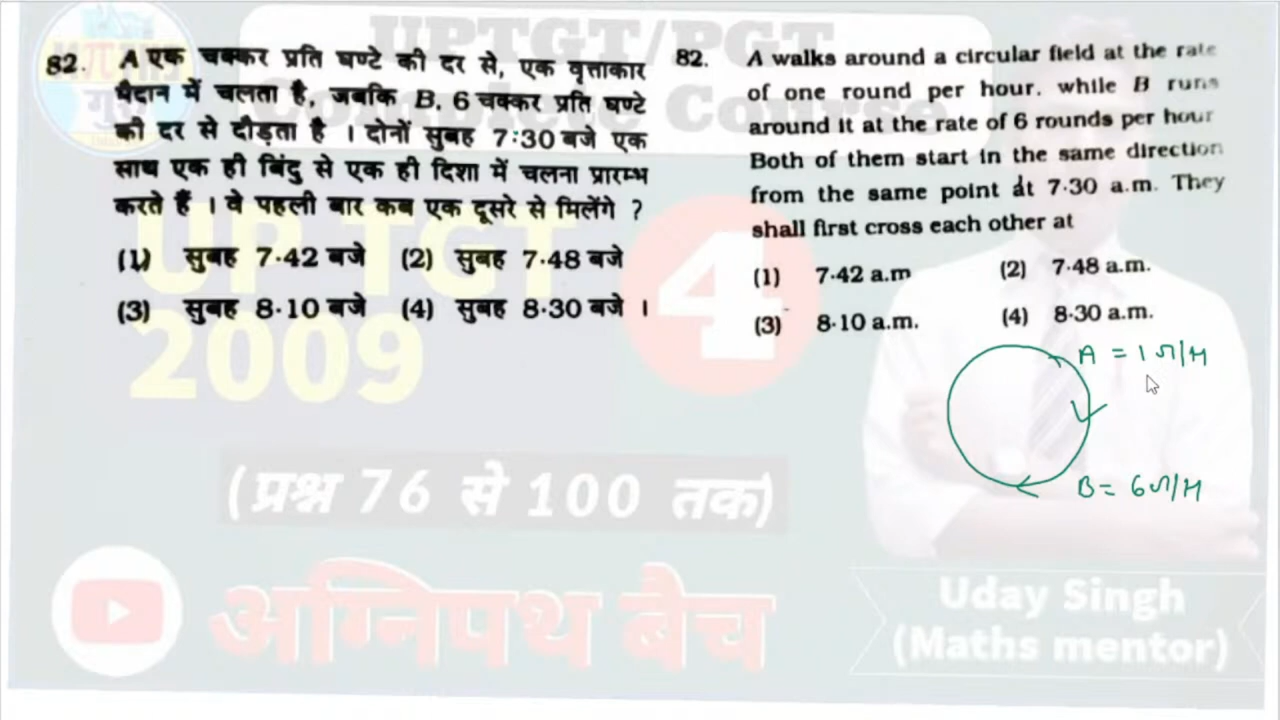 UPTGT/PGT
Complete Course
82. A एक चक्कर प्रति घण्टे की दर से, एक वृत्ताकार
मैदान में चलता है, जबकि B, 6 चक्कर प्रति घण्टे
की दर से दौड़ता है । दोनों सुबह 7:30 बजे एक
साथ एक ही बिंदु से एक ही दिशा में चलना प्रारम्भ
करते हैं । वे पहली बार कब एक दूसरे से मिलेंगे ?
(1) सुबह 7·42 बजे (2) सुबह 7·48 बजे
(3) सुबह 8·10 बजे (4) सुबह 8·30 बजे ।
82. A walks around a circular field at the rate
of one round per hour. while B runs
around it at the rate of 6 rounds per hour
Both of them start in the same direction
from the same point at 7·30 a.m. They
shall first cross each other at
(1) 7·42 a.m (2) 7·48 a.m.
(3) 8·10 a.m. (4) 8·30 a.m.
A = 1 r/H
B = 6 r/H
UP TGT
2009
4
(प्रश्न 76 से 100 तक)
अग्निपथ बैच
Uday Singh
(Maths mentor)